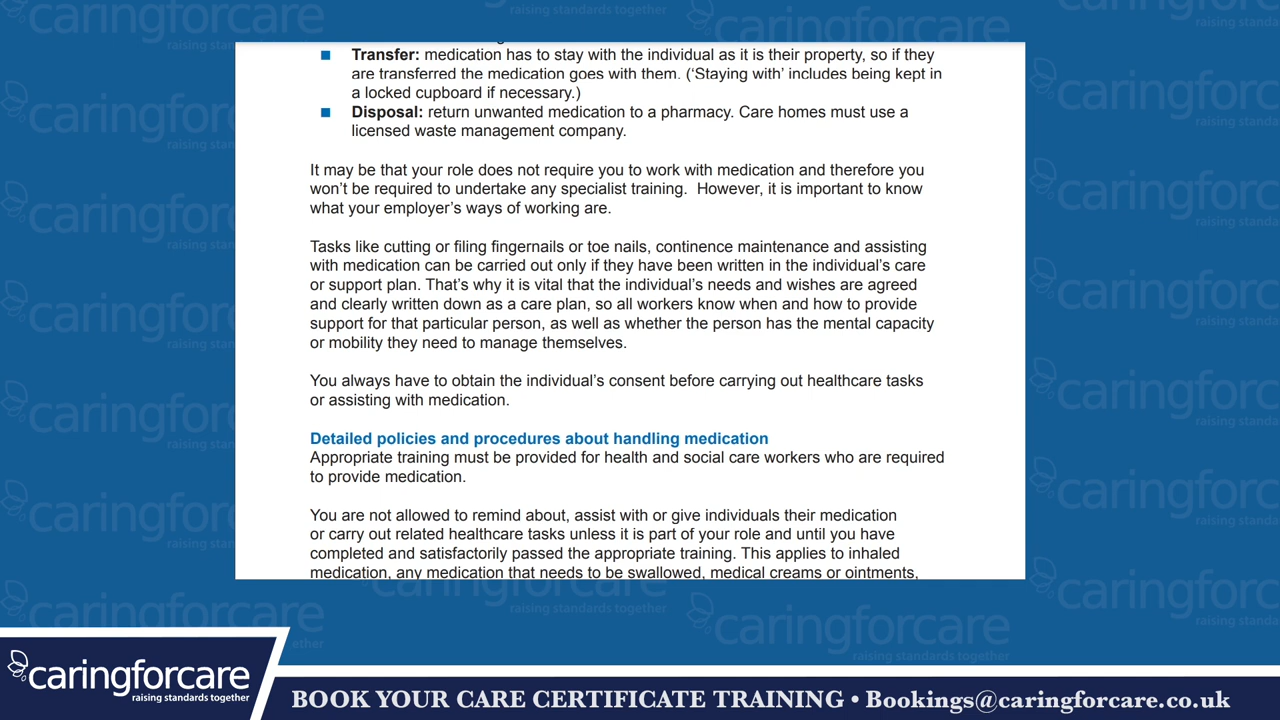 Transfer: medication has to stay with the individual as it is their property, so if they
are transferred the medication goes with them. (‘Staying with’ includes being kept in
a locked cupboard if necessary.)
Disposal: return unwanted medication to a pharmacy. Care homes must use a
licensed waste management company.
It may be that your role does not require you to work with medication and therefore you
won’t be required to undertake any specialist training.  However, it is important to know
what your employer’s ways of working are.
Tasks like cutting or filing fingernails or toe nails, continence maintenance and assisting
with medication can be carried out only if they have been written in the individual’s care
or support plan. That’s why it is vital that the individual’s needs and wishes are agreed
and clearly written down as a care plan, so all workers know when and how to provide
support for that particular person, as well as whether the person has the mental capacity
or mobility they need to manage themselves.
You always have to obtain the individual’s consent before carrying out healthcare tasks
or assisting with medication.
Detailed policies and procedures about handling medication
Appropriate training must be provided for health and social care workers who are required
to provide medication.
You are not allowed to remind about, assist with or give individuals their medication
or carry out related healthcare tasks unless it is part of your role and until you have
completed and satisfactorily passed the appropriate training. This applies to inhaled
medication, any medication that needs to be swallowed, medical creams or ointments,
caringforcare
raising standards together
BOOK YOUR CARE CERTIFICATE TRAINING • Bookings@caringforcare.co.uk